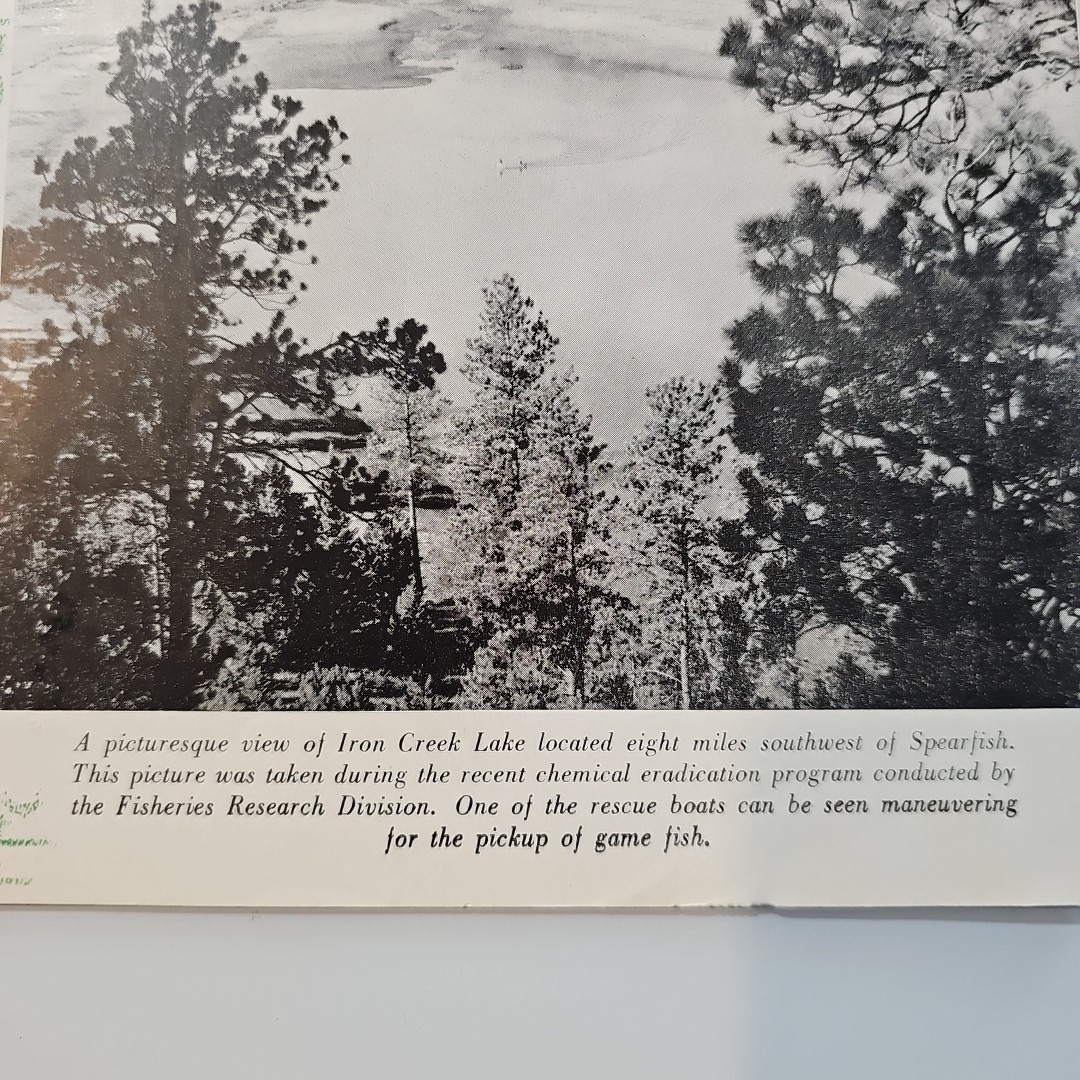 A picturesque view of Iron Creek Lake located eight miles southwest of Spearfish.
This picture was taken during the recent chemical eradication program conducted by
the Fisheries Research Division. One of the rescue boats can be seen maneuvering
for the pickup of game fish.